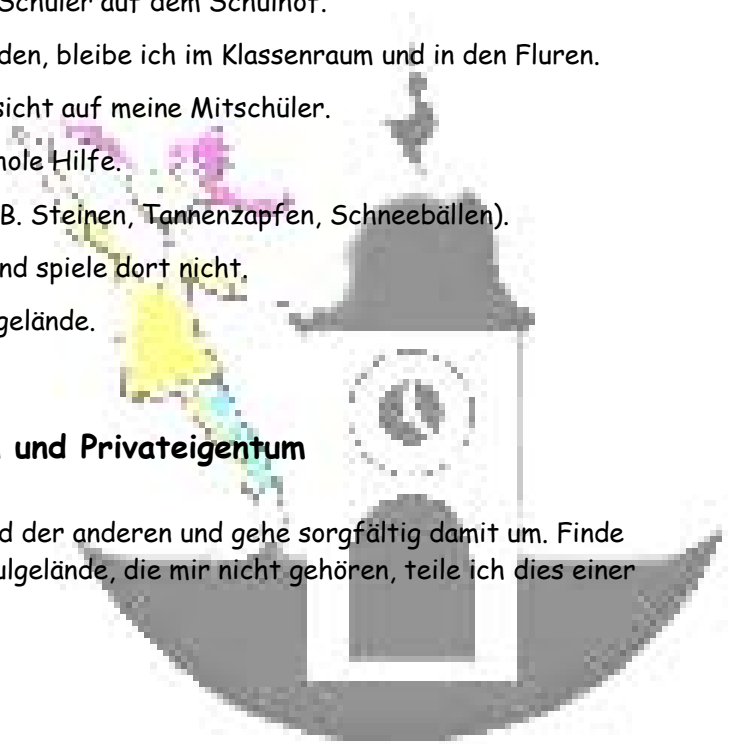 Schüler auf dem Schulhof.
den, bleibe ich im Klassenraum und in den Fluren.
sicht auf meine Mitschüler.
hole Hilfe.
B. Steinen, Tannenzapfen, Schneebällen).
nd spiele dort nicht.
gelände.
und Privateigentum
d der anderen und gehe sorgfältig damit um. Finde
ulgelände, die mir nicht gehören, teile ich dies einer